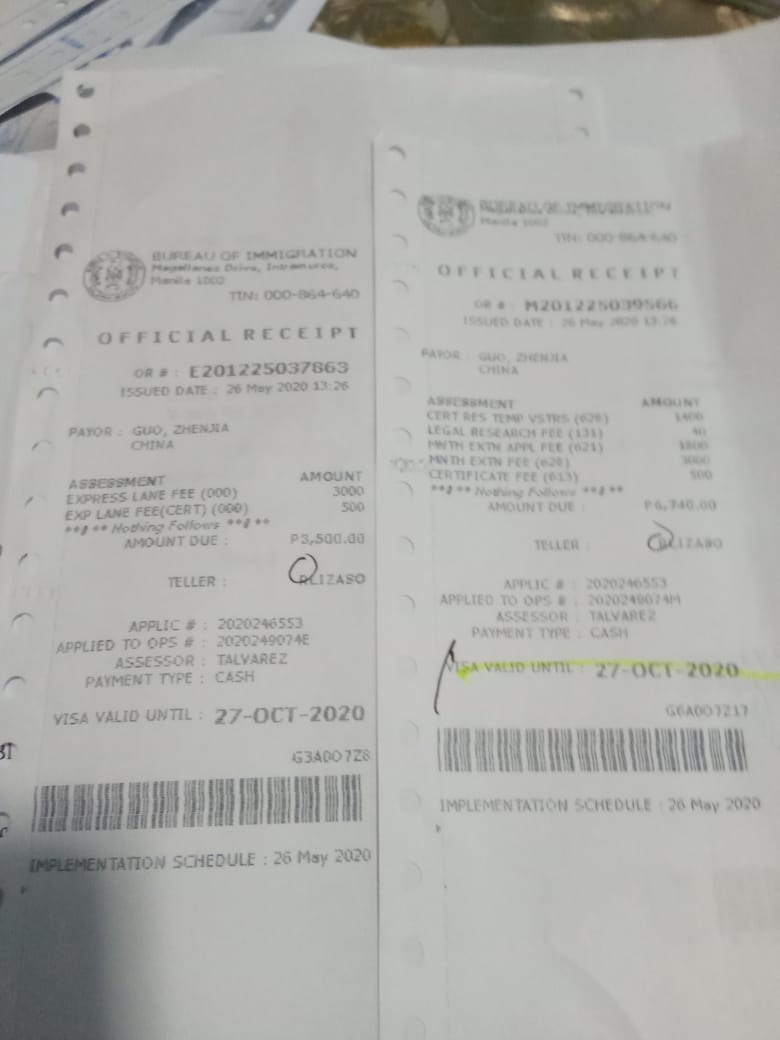 BUREAU OF IMMIGRATION
Magallanes Drive, Intramuros,
Manila 1002
TIN: 000-864-640
OFFICIAL RECEIPT
OR # : E201225037863
ISSUED DATE : 26 May 2020 13:26
PAYOR : GUO, ZHENJIA
CHINA
ASSESSMENT AMOUNT
EXPRESS LANE FEE (000) 3000
EXP LANE FEE(CERT) (000) 500
**!** Nothing Follows **!**
AMOUNT DUE : P3,500.00
TELLER : RLIZASO
APPLIC # : 2020246553
APPLIED TO OPS # : 2020249074E
ASSESSOR : TALVAREZ
PAYMENT TYPE : CASH
VISA VALID UNTIL : 27-OCT-2020
G3A007Z8
IMPLEMENTATION SCHEDULE : 26 May 2020
BUREAU OF IMMIGRATION
Manila 1002
TIN: 000-864-640
OFFICIAL RECEIPT
OR # : M201225039566
ISSUED DATE : 26 May 2020 13:26
PAYOR : GUO, ZHENJIA
CHINA
ASSESSMENT AMOUNT
CERT RES TEMP VSTRS (620) 1400
LEGAL RESEARCH FEE (131) 40
MNTH EXTN APPL FEE (621) 1800
MNTH EXTN FEE (620) 3000
CERTIFICATE FEE (613) 500
**!** Nothing Follows **!**
AMOUNT DUE : P6,740.00
TELLER : RLIZASO
APPLIC # : 2020246553
APPLIED TO OPS # : 2020249074M
ASSESSOR : TALVAREZ
PAYMENT TYPE : CASH
VISA VALID UNTIL : 27-OCT-2020
G6A007217
IMPLEMENTATION SCHEDULE : 26 May 2020